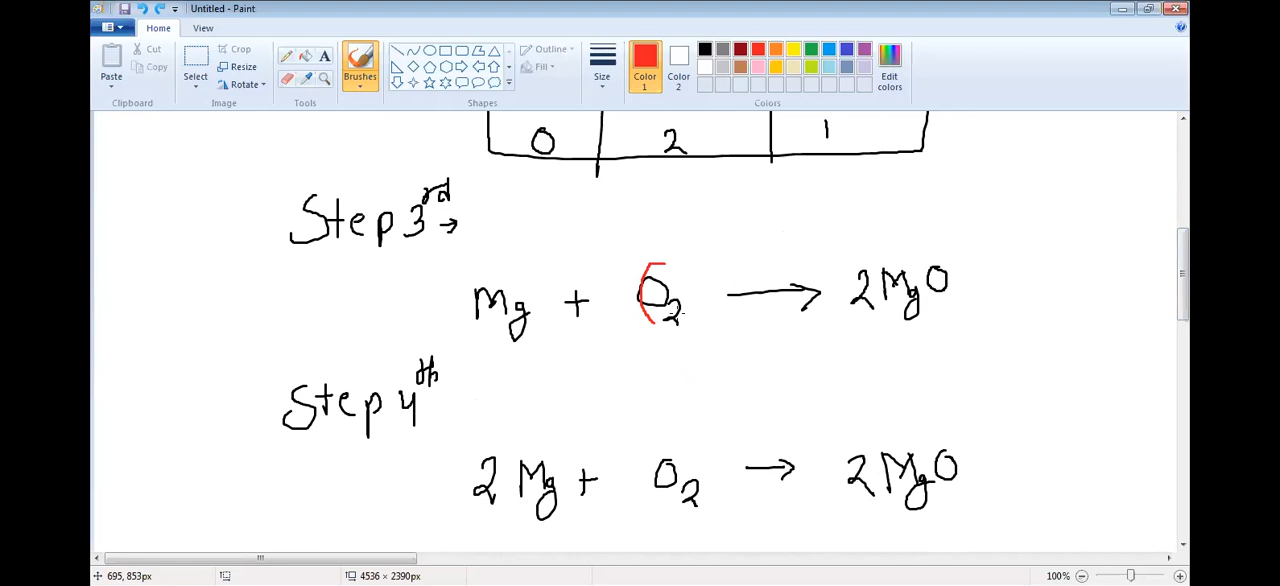 Untitled - Paint
Home View
Paste
Cut
Copy
Clipboard
Select
Crop
Resize
Rotate
Image
A
Tools
Brushes
Shapes
Outline
Fill
Size
Color 1
Color 2
Edit colors
Colors
O 2 1
Step 3rd →
Mg + O2 → 2MgO
Step 4th
2Mg + O2 → 2MgO
695, 853px
4536 × 2390px
100%